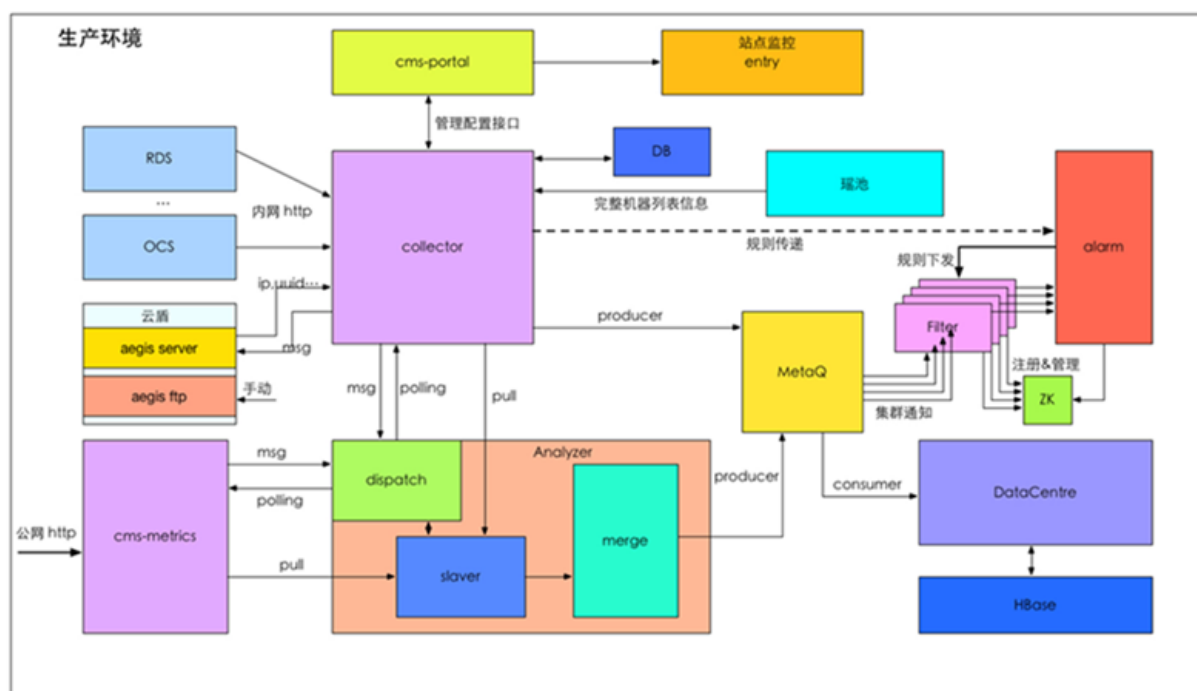 生产环境
cms-portal
站点监控
entry
管理配置接口
RDS
...
OCS
内网 http
collector
DB
瑶池
完整机器列表信息
规则传递
alarm
规则下发
ip,uuid...
云盾
aegis server
msg
aegis ftp
手动
producer
MetaQ
Filter
注册&管理
ZK
集群通知
msg
polling
pull
cms-metrics
公网 http
msg
polling
pull
dispatch
Analyzer
slaver
merge
producer
consumer
DataCentre
HBase